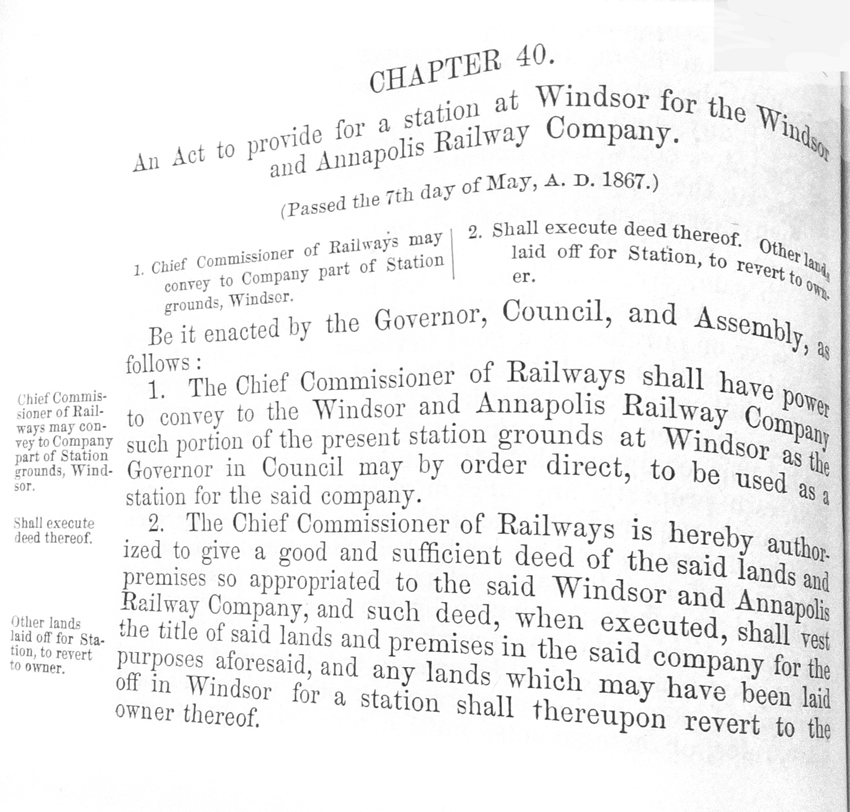 CHAPTER 40.
An Act to provide for a station at Windsor for the Windsor
and Annapolis Railway Company.
(Passed the 7th day of May, A. D. 1867.)
1. Chief Commissioner of Railways may
convey to Company part of Station
grounds, Windsor.
2. Shall execute deed thereof. Other land,
laid off for Station, to revert to own-
er.
Be it enacted by the Governor, Council, and Assembly, as
follows :
1. The Chief Commissioner of Railways shall have power
to convey to the Windsor and Annapolis Railway Company
such portion of the present station grounds at Windsor as the
Governor in Council may by order direct, to be used as a
station for the said company.
2. The Chief Commissioner of Railways is hereby author-
ized to give a good and sufficient deed of the said lands and
premises so appropriated to the said Windsor and Annapolis
Railway Company, and such deed, when executed, shall vest
the title of said lands and premises in the said company for the
purposes aforesaid, and any lands which may have been laid
off in Windsor for a station shall thereupon revert to the
owner thereof.
Chief Commis-
sioner of Rail-
ways may con-
vey to Company
part of Station
grounds, Wind-
sor.
Shall execute
deed thereof.
Other lands
laid off for Sta-
tion, to revert
to owner.